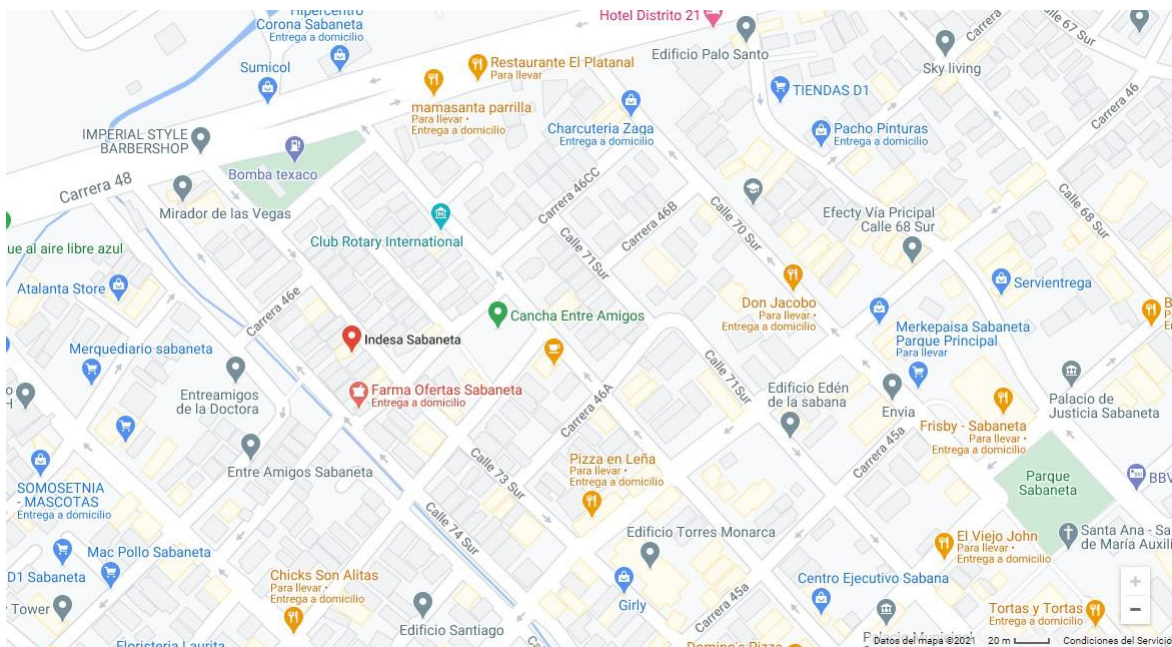 Hipercentro
Corona Sabaneta
Entrega a domicilio
Hotel Distrito 21
Edificio Palo Santo
Carrera
Calle 67 Sur
Sumicol
Restaurante El Platanal
Para llevar
Sky living
mamasanta parrilla
Para llevar •
Entrega a domicilio
TIENDAS D1
Carrera 46
IMPERIAL STYLE
BARBERSHOP
Charcuteria Zaqa
Entrega a domicilio
Pacho Pinturas
Entrega a domicilio
Carrera 48
Bomba texaco
Mirador de las Vegas
Carrera 46CC
Carrera 46B
Calle 70 Sur
Efecty Vía Pricipal
Calle 68 Sur
Calle 68 Sur
Club Rotary International
Calle 71Sur
ue al aire libre azul
Atalanta Store
Carrera 46e
Don Jacobo
Para llevar •
Entrega a domicilio
Servientrega
Cancha Entre Amigos
Indesa Sabaneta
Merkepaisa Sabaneta
Parque Principal
Para llevar
Merquediario sabaneta
Entreamigos
de la Doctora
Farma Ofertas Sabaneta
Entrega a domicilio
Carrera 46A
Calle 71Sur
Edificio Edén
de la sabana
Envia
Palacio de
Justicia Sabaneta
Frisby - Sabaneta
Para llevar •
Entrega a domicilio
Carrera 45a
Entre Amigos Sabaneta
Calle 73 Sur
Pizza en Leña
Para llevar •
Entrega a domicilio
Parque
Sabaneta
BBV
SOMOSETNIA
- MASCOTAS
Entrega a domicilio
Calle 74 Sur
Edificio Torres Monarca
El Viejo John
Para llevar •
Entrega a domicilio
Santa Ana - Sa
de María Auxili
Mac Pollo Sabaneta
D1 Sabaneta
Chicks Son Alitas
Para llevar •
Entrega a domicilio
Girly
Carrera 45a
Centro Ejecutivo Sabana
y Tower
Edificio Santiago
Tortas y Tortas
Entrega a domicilio
Floristeria Laurita
Domino's Pizza
Datos del mapa ©2021
20 m
Condiciones del Servicio